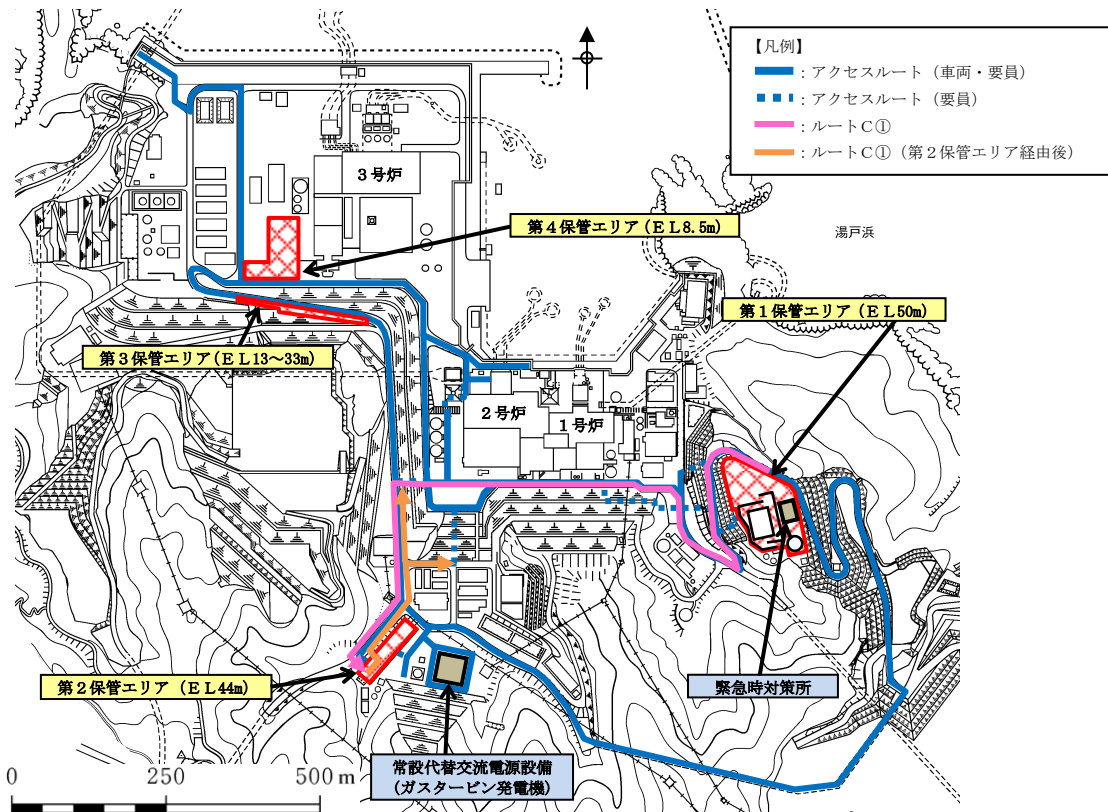 【凡例】
：アクセスルート（車両・要員）
：アクセスルート（要員）
：ルートＣ①
：ルートＣ①（第２保管エリア経由後）
３号炉
第４保管エリア(ＥＬ8.5m)
湯戸浜
第１保管エリア(ＥＬ50m)
第３保管エリア(ＥＬ13～33m)
２号炉
１号炉
第２保管エリア（ＥＬ44m）
緊急時対策所
常設代替交流電源設備
(ガスタービン発電機)
0 250 500 m